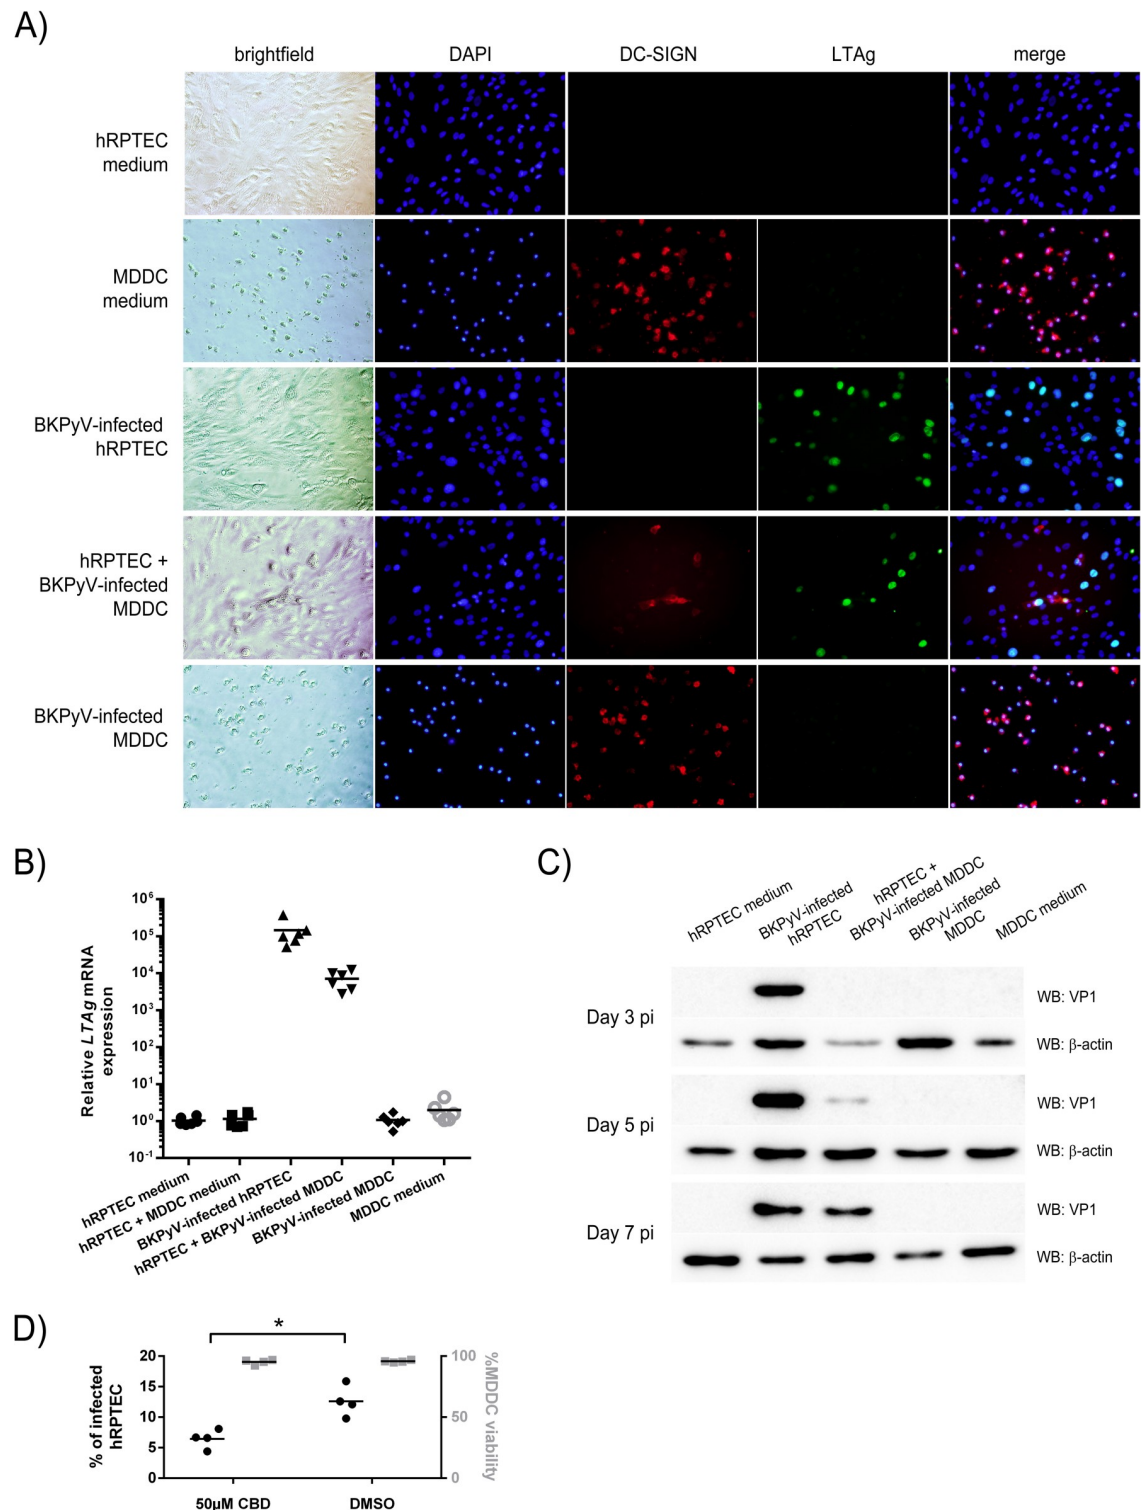 A)
brightfield DAPI DC-SIGN LTAg merge
hRPTEC
medium
MDDC
medium
BKPyV-infected
hRPTEC
hRPTEC +
BKPyV-infected
MDDC
BKPyV-infected
MDDC
B)
Relative LTAg mRNA
expression
10⁶
10⁵
10⁴
10³
10²
10¹
10⁰
10⁻¹
hRPTEC medium
hRPTEC + MDDC medium
BKPyV-infected hRPTEC
hRPTEC + BKPyV-infected MDDC
BKPyV-infected MDDC
MDDC medium
C)
hRPTEC medium
BKPyV-infected
hRPTEC
hRPTEC +
BKPyV-infected MDDC
BKPyV-infected
MDDC
MDDC medium
Day 3 pi
WB: VP1
WB: β-actin
Day 5 pi
WB: VP1
WB: β-actin
Day 7 pi
WB: VP1
WB: β-actin
D)
*
% of infected
hRPTEC
20
15
10
5
0
100
50
0
%MDDC viability
50µM CBD DMSO